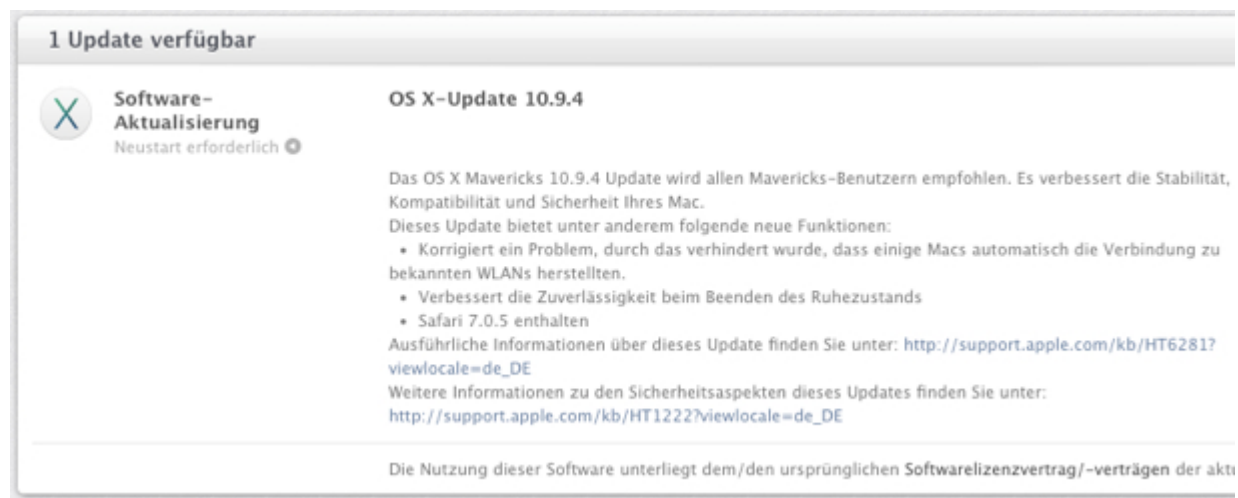 1 Update verfügbar
Software-
Aktualisierung
Neustart erforderlich
OS X-Update 10.9.4
Das OS X Mavericks 10.9.4 Update wird allen Mavericks-Benutzern empfohlen. Es verbessert die Stabilität,
Kompatibilität und Sicherheit Ihres Mac.
Dieses Update bietet unter anderem folgende neue Funktionen:
• Korrigiert ein Problem, durch das verhindert wurde, dass einige Macs automatisch die Verbindung zu
bekannten WLANs herstellten.
• Verbessert die Zuverlässigkeit beim Beenden des Ruhezustands
• Safari 7.0.5 enthalten
Ausführliche Informationen über dieses Update finden Sie unter: http://support.apple.com/kb/HT6281?
viewlocale=de_DE
Weitere Informationen zu den Sicherheitsaspekten dieses Updates finden Sie unter:
http://support.apple.com/kb/HT1222?viewlocale=de_DE
Die Nutzung dieser Software unterliegt dem/den ursprünglichen Softwarelizenzvertrag/-verträgen der